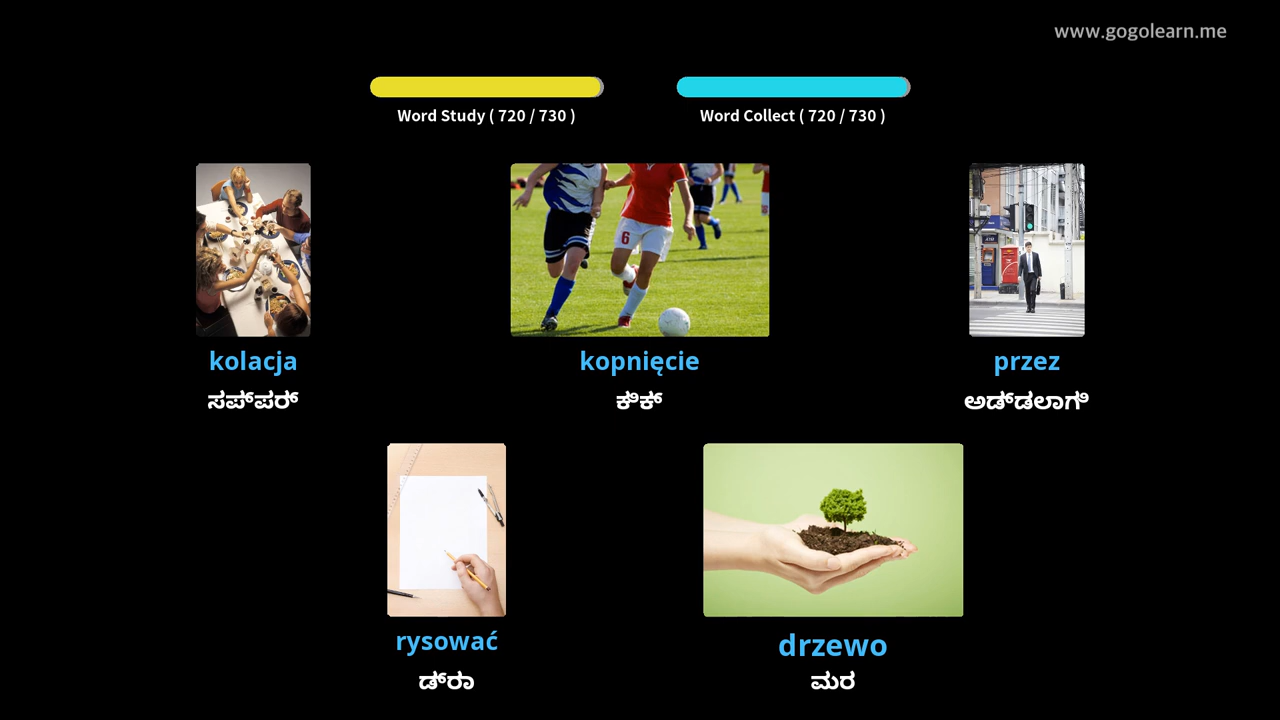 www.gogolearn.me
Word Study ( 720 / 730 )
Word Collect ( 720 / 730 )
kolacja
ಸಪ್ಪರ್
kopnięcie
ಕಿಕ್
przez
ಅಡ್ಡಲಾಗಿ
rysować
ಡ್ರಾ
drzewo
ಮರ